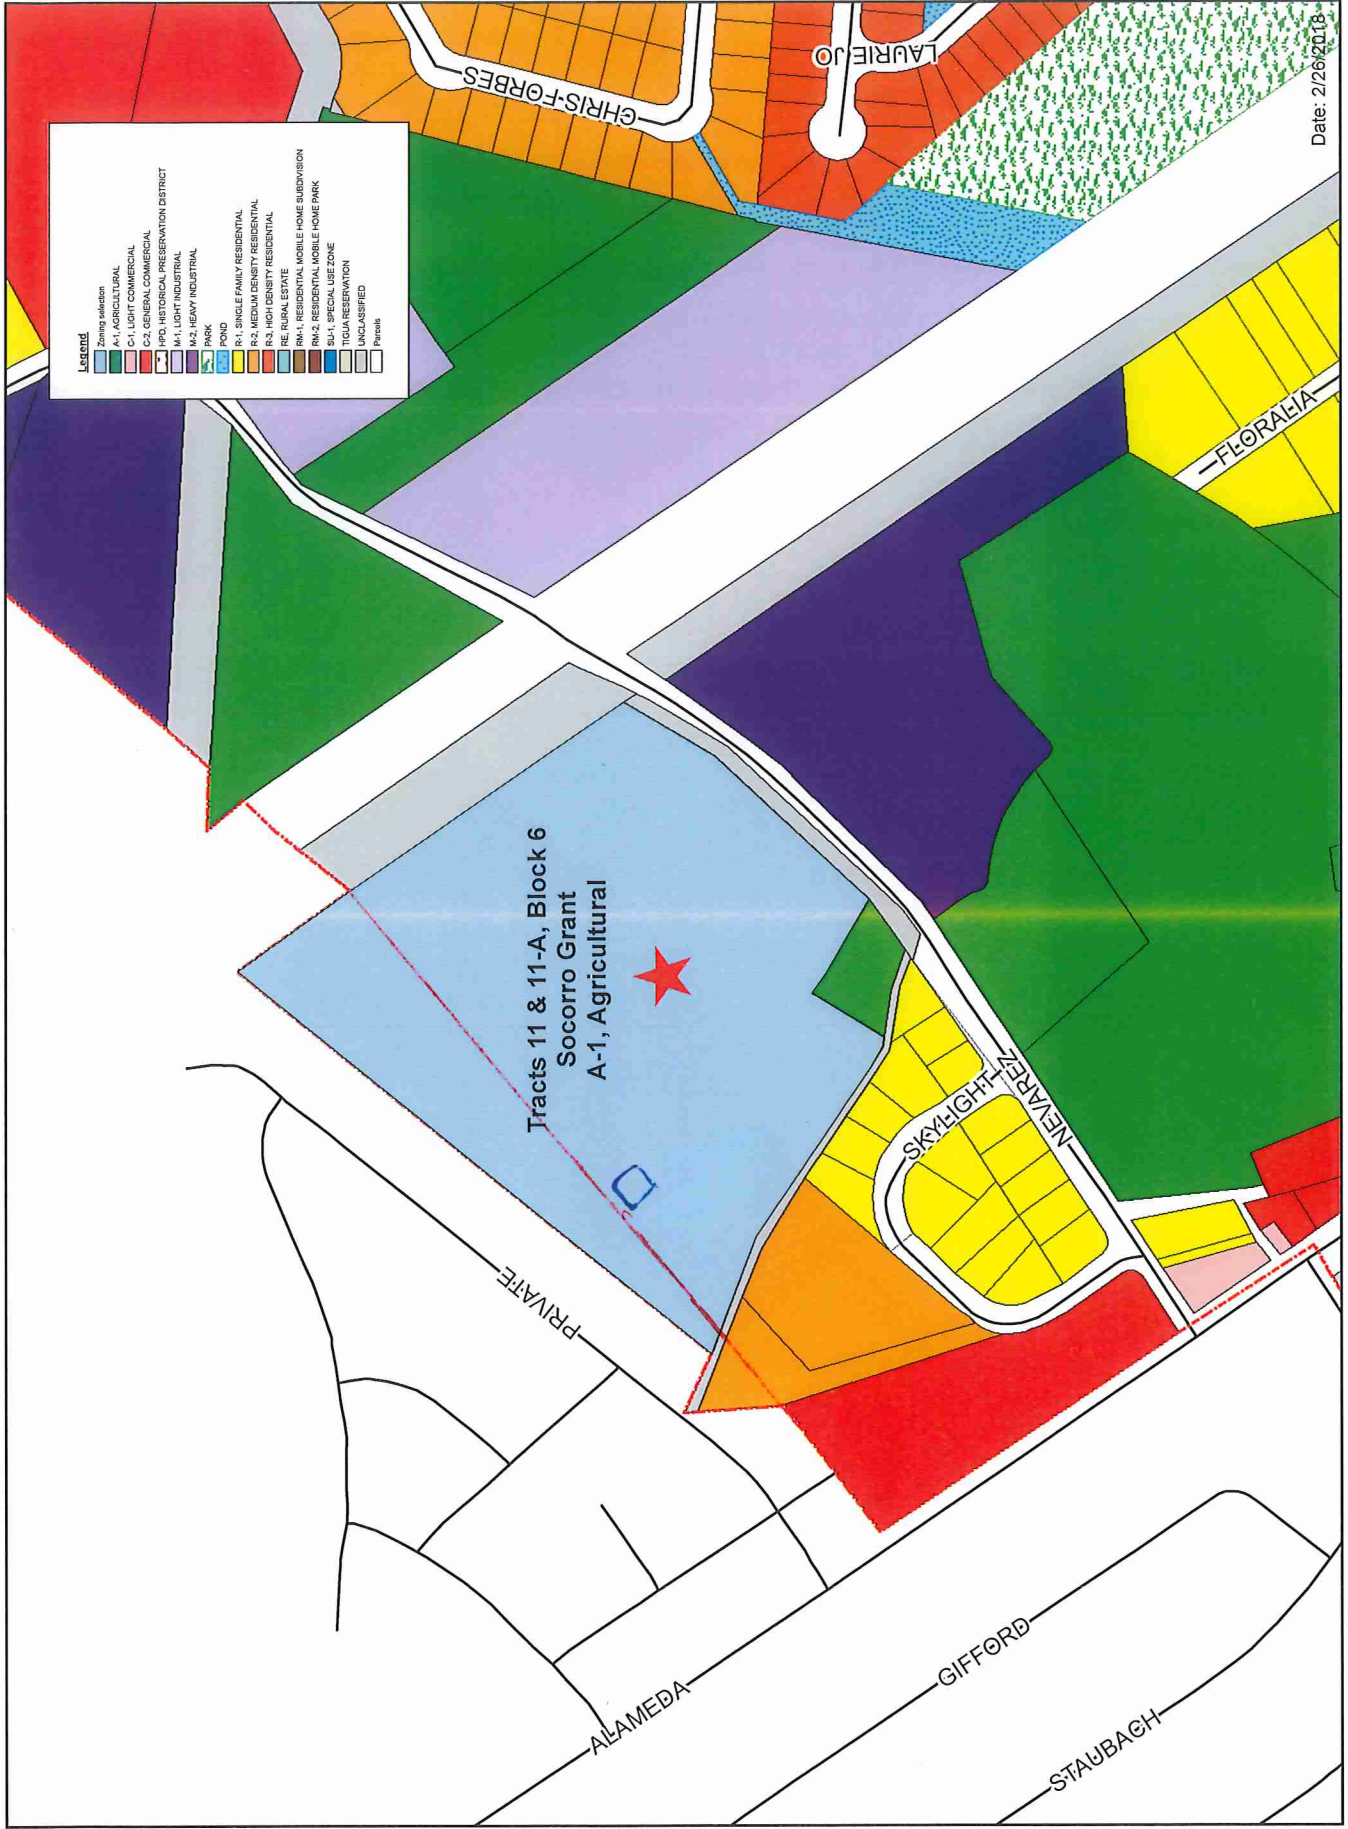 Legend
Zoning selection
A-1, AGRICULTURAL
C-1, LIGHT COMMERCIAL
C-2, GENERAL COMMERCIAL
HPD, HISTORICAL PRESERVATION DISTRICT
M-1, LIGHT INDUSTRIAL
M-2, HEAVY INDUSTRIAL
PARK
POND
R-1, SINGLE FAMILY RESIDENTIAL
R-2, MEDIUM DENSITY RESIDENTIAL
R-3, HIGH DENSITY RESIDENTIAL
RE, RURAL ESTATE
RM-1, RESIDENTIAL MOBILE HOME SUBDIVISION
RM-2, RESIDENTIAL MOBILE HOME PARK
SU-1, SPECIAL USE ZONE
TIGUA RESERVATION
UNCLASSIFIED
Parcels
CHRIS FORBES
LAURIE JO
Tracts 11 & 11-A, Block 6
Socorro Grant
A-1, Agricultural
PRIVATE
SKYLIGHT
NEVAREZ
FLORALIA
ALAMEDA
GIFFORD
STAUBACH
Date: 2/26/2018